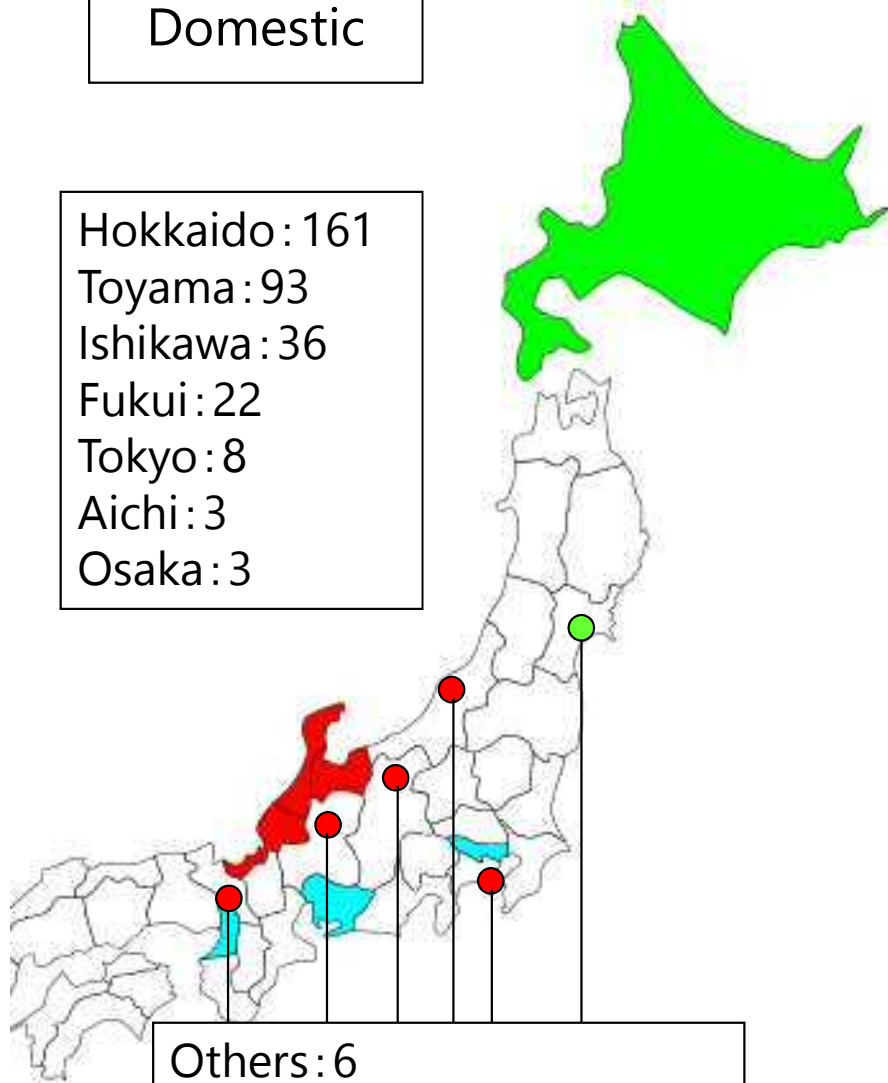 Domestic
Hokkaido:161
Toyama:93
Ishikawa:36
Fukui:22
Tokyo:8
Aichi:3
Osaka:3
Others:6